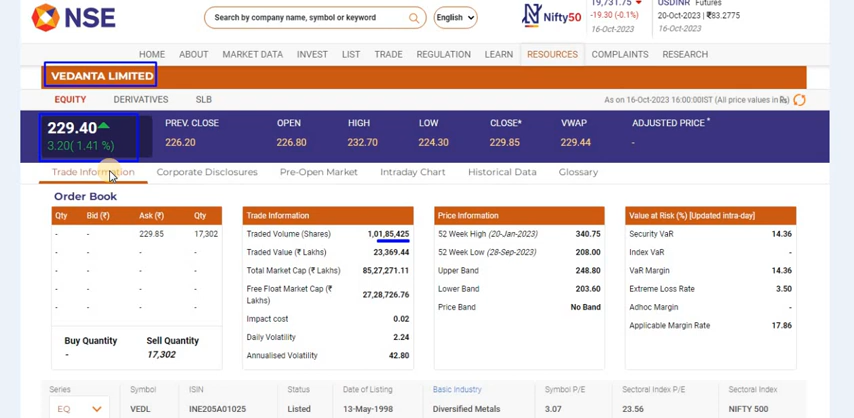 NSE
Search by company name, symbol or keyword
English
Nifty50
19,731.75
-19.30 (-0.1%)
16-Oct-2023
USDINR Futures
20-Oct-2023 | ₹83.2775
16-Oct-2023
HOME ABOUT MARKET DATA INVEST LIST TRADE REGULATION LEARN RESOURCES COMPLAINTS RESEARCH
VEDANTA LIMITED
EQUITY DERIVATIVES SLB
As on 16-Oct-2023 16:00:00IST (All price values in ₹)
229.40
3.20( 1.41 %)
PREV. CLOSE OPEN HIGH LOW CLOSE* VWAP ADJUSTED PRICE *
226.20 226.80 232.70 224.30 229.85 229.44 -
Trade Information Corporate Disclosures Pre-Open Market Intraday Chart Historical Data Glossary
Order Book
Qty Bid (₹) Ask (₹) Qty
- - 229.85 17,302
- - - -
- - - -
- - - -
- - - -
Buy Quantity Sell Quantity
- 17,302
Trade Information
Traded Volume (Shares) 1,01,85,425
Traded Value (₹ Lakhs) 23,369.44
Total Market Cap (₹ Lakhs) 85,27,271.11
Free Float Market Cap (₹
Lakhs) 27,28,726.76
Impact cost 0.02
Daily Volatility 2.24
Annualised Volatility 42.80
Price Information
52 Week High (20-Jan-2023) 340.75
52 Week Low (28-Sep-2023) 208.00
Upper Band 248.80
Lower Band 203.60
Price Band No Band
Value at Risk (%) [Updated intra-day]
Security VaR 14.36
Index VaR -
VaR Margin 14.36
Extreme Loss Rate 3.50
Adhoc Margin -
Applicable Margin Rate 17.86
Series Symbol ISIN Status Date of Listing Basic Industry Symbol P/E Sectoral Index P/E Sectoral Index
EQ VEDL INE205A01025 Listed 13-May-1998 Diversified Metals 3.07 23.56 NIFTY 500